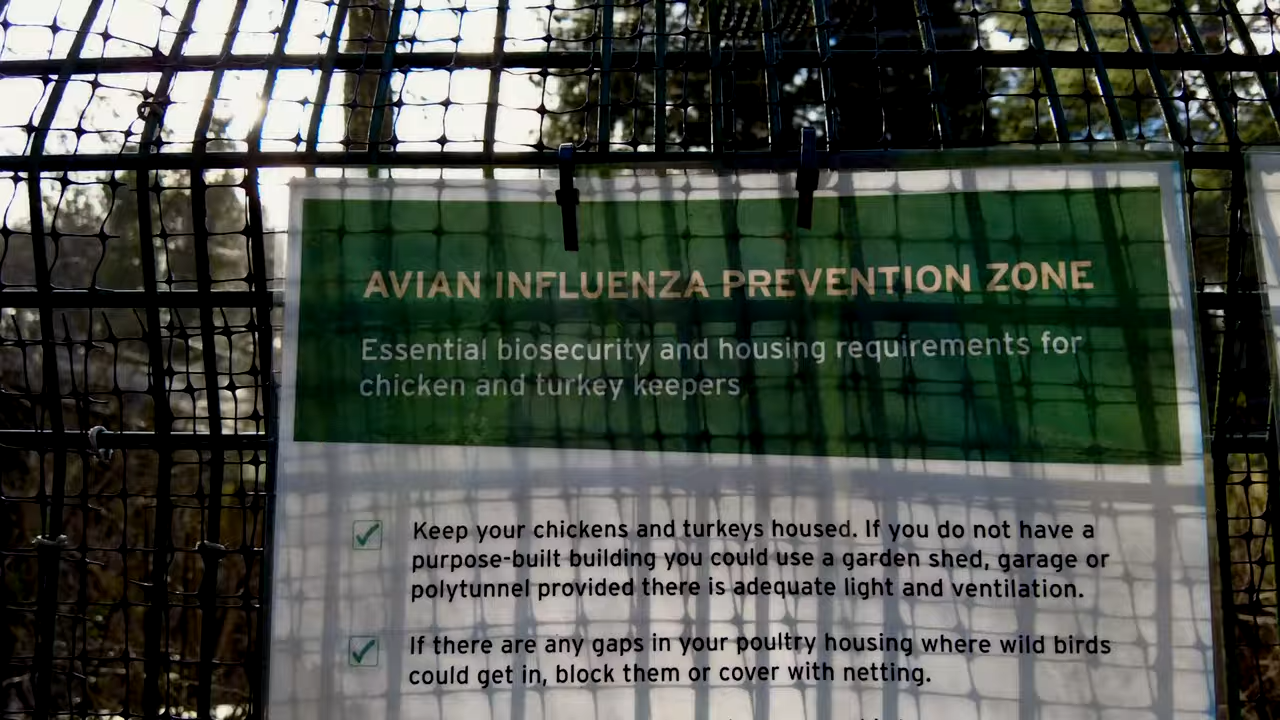 AVIAN INFLUENZA PREVENTION ZONE
Essential biosecurity and housing requirements for
chicken and turkey keepers
Keep your chickens and turkeys housed. If you do not have a
purpose-built building you could use a garden shed, garage or
polytunnel provided there is adequate light and ventilation.
If there are any gaps in your poultry housing where wild birds
could get in, block them or cover with netting.